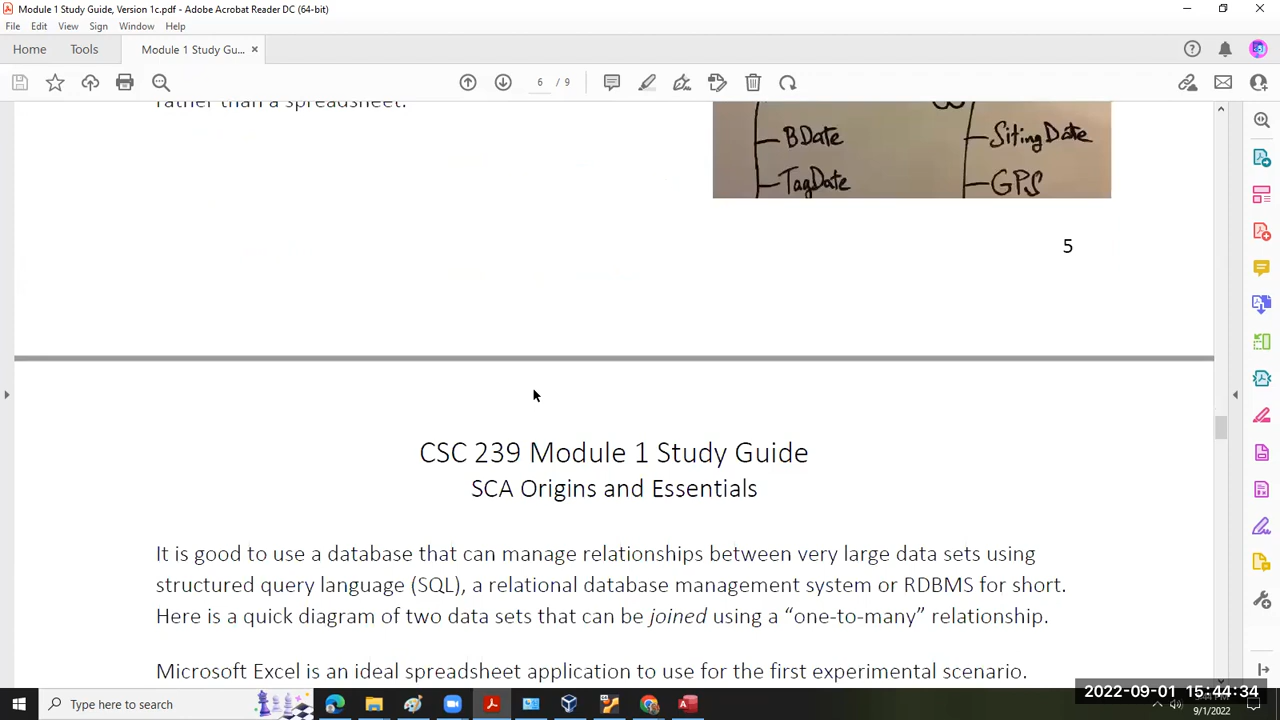 Module 1 Study Guide, Version 1c.pdf - Adobe Acrobat Reader DC (64-bit)
File Edit View Sign Window Help
Home Tools Module 1 Study Gu... ×
6 / 9
rather than a spreadsheet.
BDate SitingDate
TagDate GPS
5
CSC 239 Module 1 Study Guide
SCA Origins and Essentials
It is good to use a database that can manage relationships between very large data sets using
structured query language (SQL), a relational database management system or RDBMS for short.
Here is a quick diagram of two data sets that can be joined using a “one-to-many” relationship.
Microsoft Excel is an ideal spreadsheet application to use for the first experimental scenario.
Type here to search
2022-09-01 15:44:34
9/1/2022